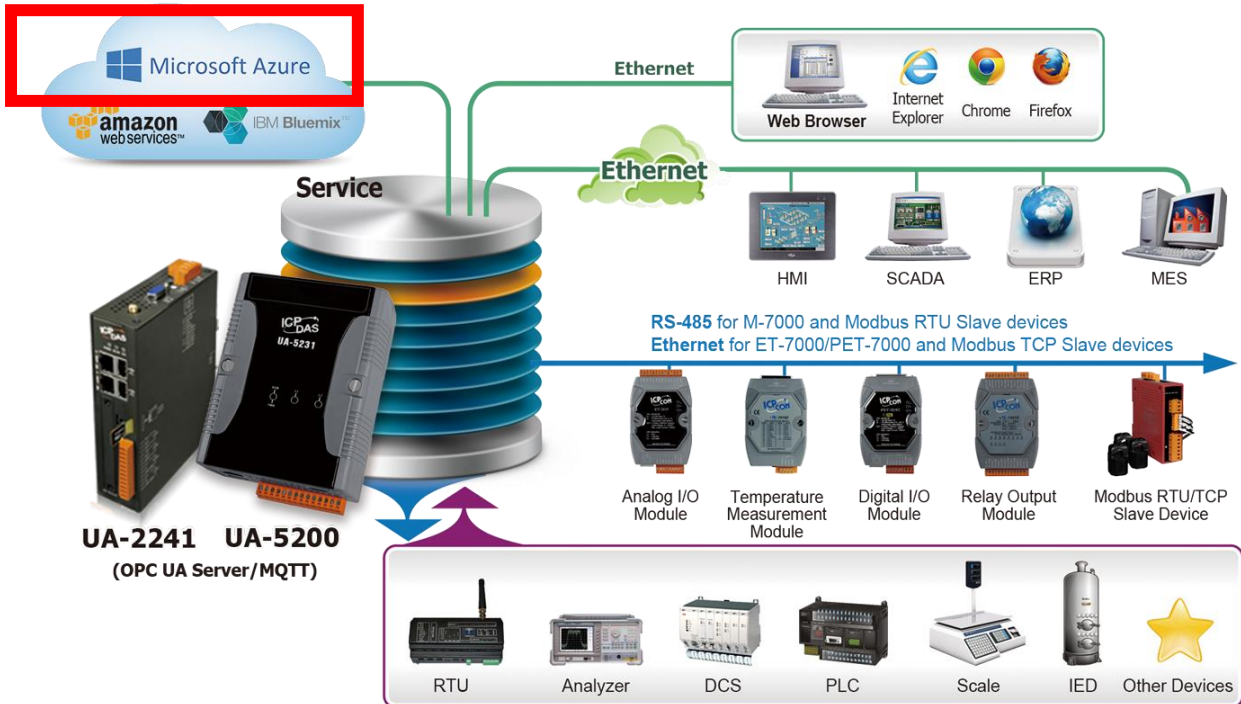 Microsoft Azure
amazon
webservices™
IBM Bluemix™
Ethernet
Web Browser
Internet
Explorer
Chrome
Firefox
Ethernet
Service
HMI
SCADA
ERP
MES
ICP
DAS
UA-5231
RS-485 for M-7000 and Modbus RTU Slave devices
Ethernet for ET-7000/PET-7000 and Modbus TCP Slave devices
Analog I/O
Module
Temperature
Measurement
Module
Digital I/O
Module
Relay Output
Module
Modbus RTU/TCP
Slave Device
UA-2241
UA-5200
(OPC UA Server/MQTT)
RTU
Analyzer
DCS
PLC
Scale
IED
Other Devices